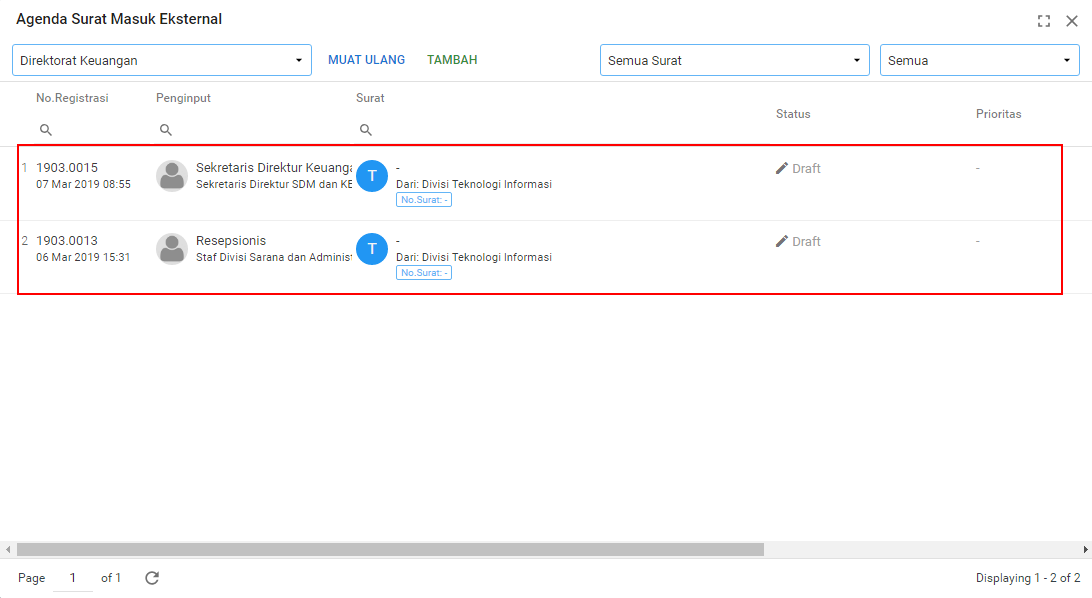 Agenda Surat Masuk Eksternal
Direktorat Keuangan MUAT ULANG TAMBAH Semua Surat Semua
No.Registrasi Penginput Surat
Status Prioritas
1 1903.0015 Sekretaris Direktur Keuanga T -
07 Mar 2019 08:55 Sekretaris Direktur SDM dan KE Dari: Divisi Teknologi Informasi Draft -
No.Surat: -
2 1903.0013 Resepsionis T -
06 Mar 2019 15:31 Staf Divisi Sarana dan Adminis Dari: Divisi Teknologi Informasi Draft -
No.Surat: -
Page 1 of 1 Displaying 1 - 2 of 2